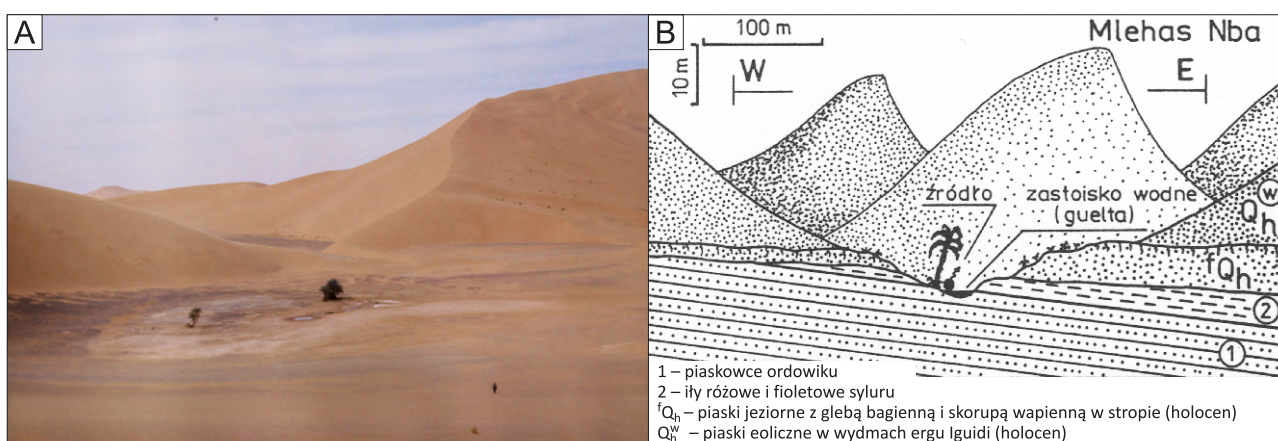 A
B
100 m
Mlehas Nba
10 m
W
E
źródło
zastoisko wodne
(guelta)
w
Qh
fQh
2
1
1 – piaskowce ordowiku
2 – iły różowe i fioletowe syluru
fQh – piaski jeziorne z glebą bagienną i skorupą wapienną w stropie (holocen)
Qhw – piaski eoliczne w wydmach ergu Iguidi (holocen)